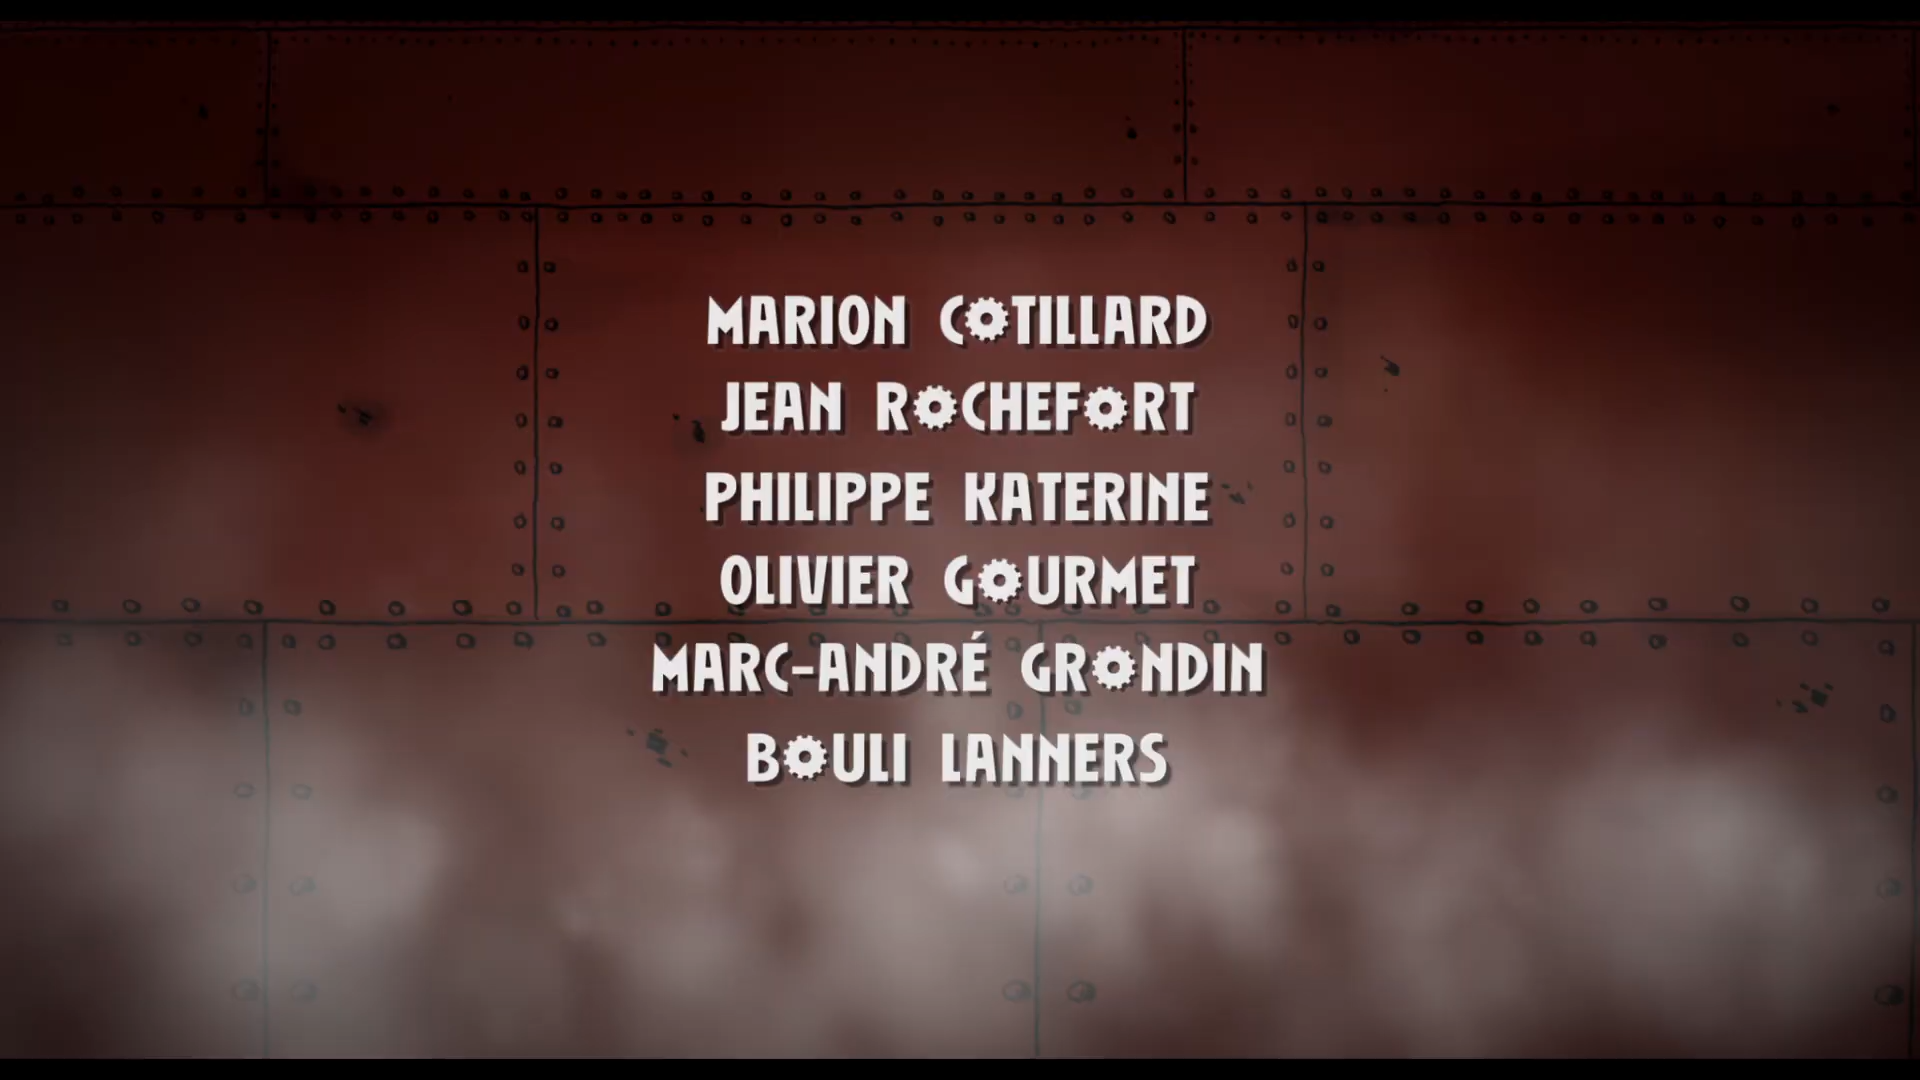 MARION COTILLARD
JEAN ROCHEFORT
PHILIPPE KATERINE
OLIVIER GOURMET
MARC-ANDRÉ GRONDIN
BOULI LANNERS